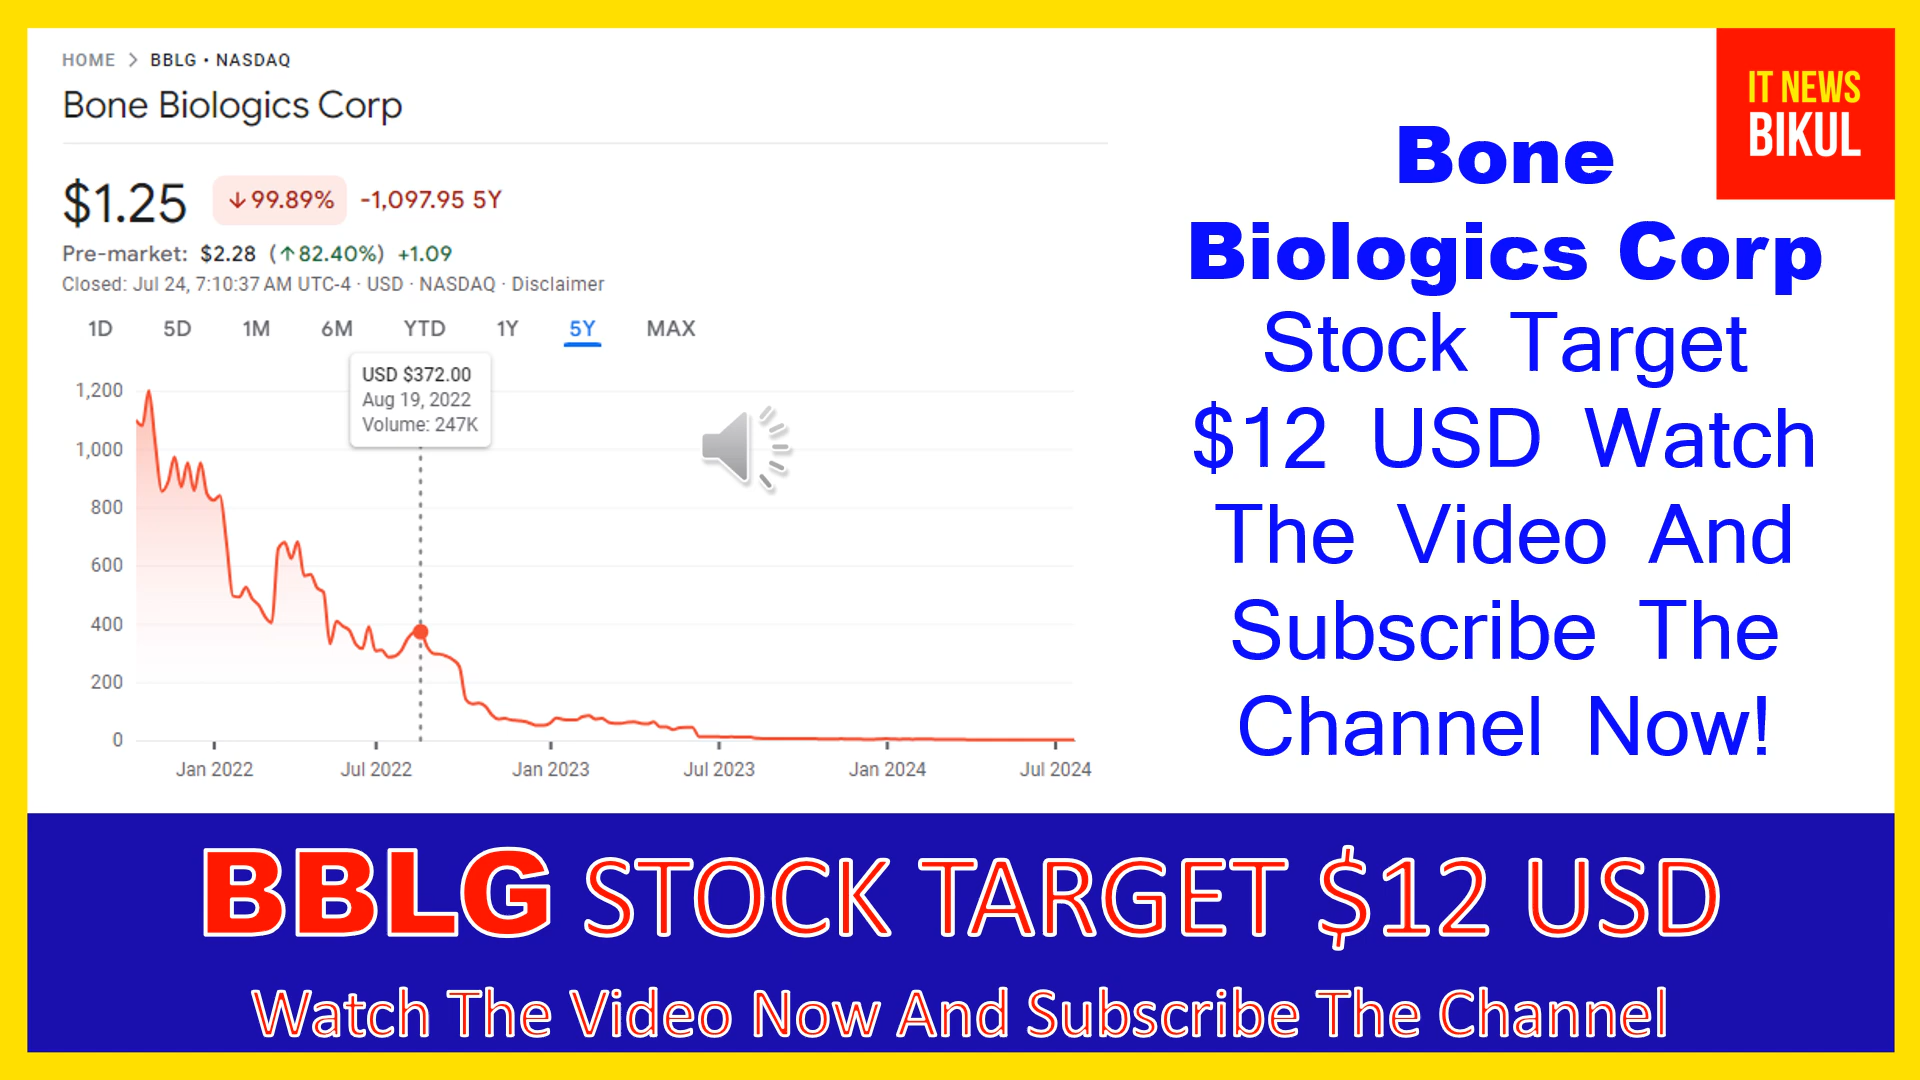 HOME > BBLG • NASDAQ
Bone Biologics Corp
$1.25 ↓99.89% -1,097.95 5Y
Pre-market: $2.28 (↑82.40%) +1.09
Closed: Jul 24, 7:10:37 AM UTC-4 · USD · NASDAQ · Disclaimer
1D 5D 1M 6M YTD 1Y 5Y MAX
USD $372.00
Aug 19, 2022
Volume: 247K
1,200
1,000
800
600
400
200
0
Jan 2022 Jul 2022 Jan 2023 Jul 2023 Jan 2024 Jul 2024
IT NEWS
BIKUL
Bone
Biologics Corp
Stock Target
$12 USD Watch
The Video And
Subscribe The
Channel Now!
BBLG STOCK TARGET $12 USD
Watch The Video Now And Subscribe The Channel